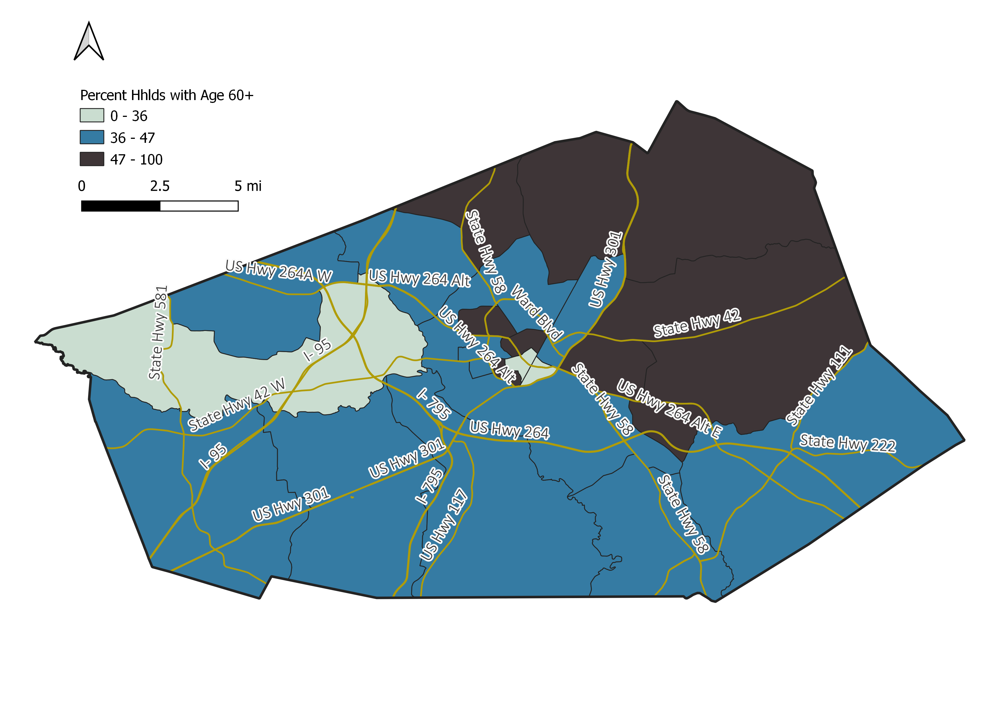 Percent Hhlds with Age 60+
0 - 36
36 - 47
47 - 100
0 2.5 5 mi
State Hwy 58
US Hwy 301
US Hwy 264A W
US Hwy 264 Alt
State Hwy 581
Ward Blvd
US Hwy 264 Alt
State Hwy 42
I- 95
State Hwy 111
State Hwy 58
US Hwy 264 Alt E
State Hwy 42 W
I- 795
US Hwy 264
State Hwy 222
I- 95
US Hwy 301
I- 795
US Hwy 301
US Hwy 117
State Hwy 58